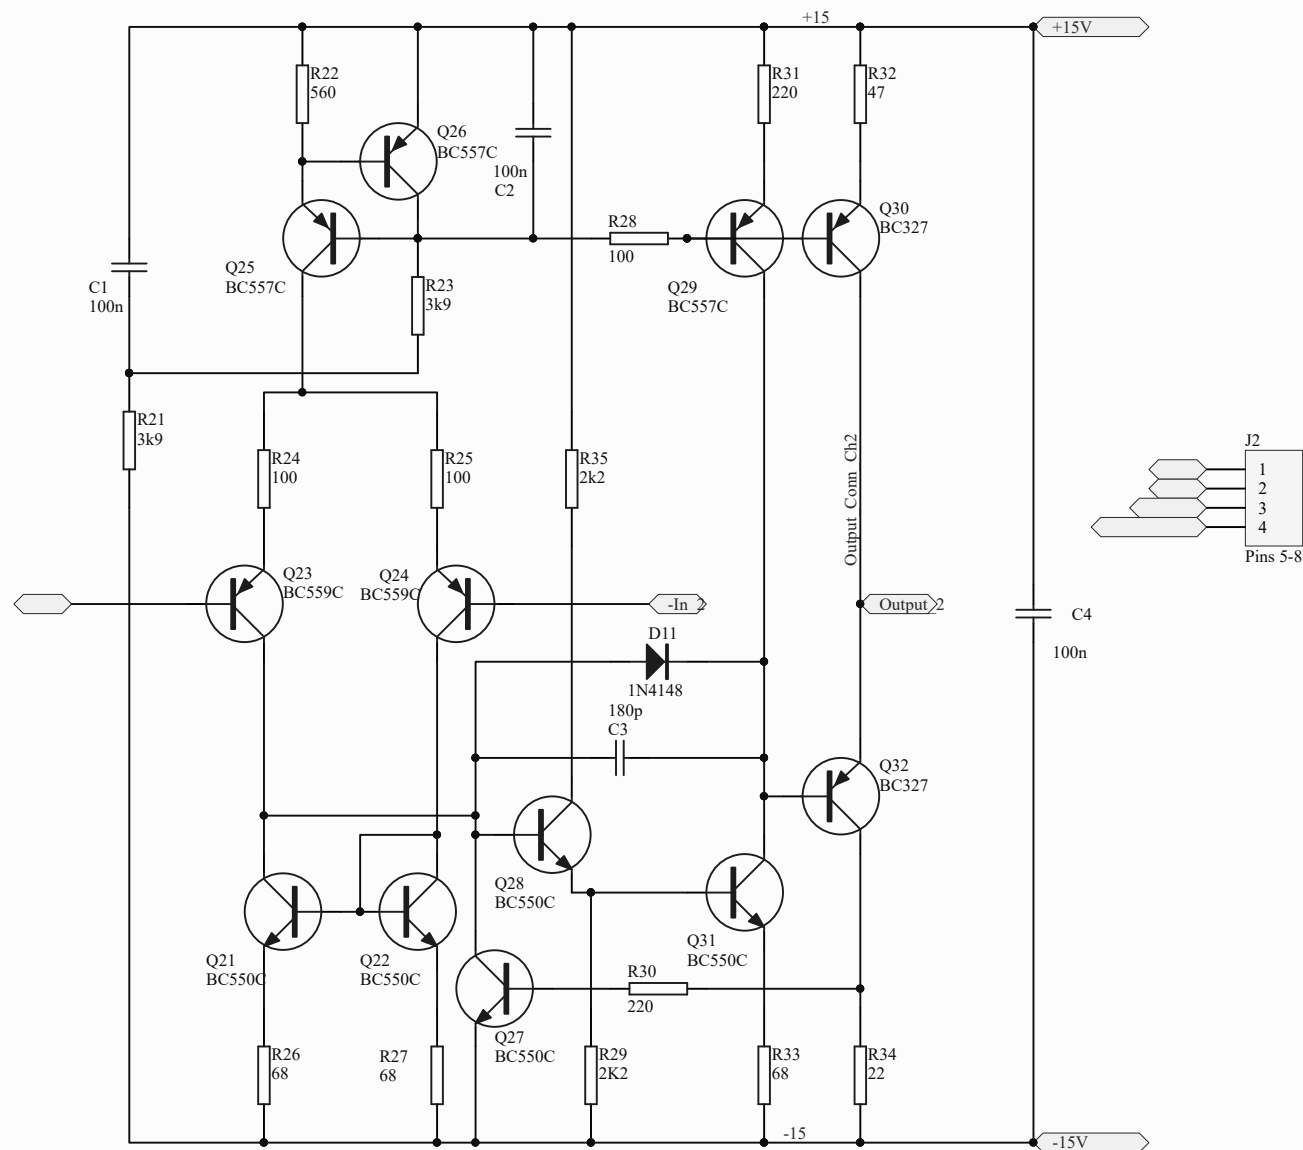 +15
+15V
R22
560
R31
220
R32
47
Q26
BC557C
100n
C2
Q30
BC327
R28
100
Q25
BC557C
C1
100n
R23
3k9
Q29
BC557C
R21
3k9
R24
100
R25
100
R35
2k2
Output Conn Ch2
J2
1
2
3
4
Pins 5-8
Q23
BC559C
Q24
BC559C
-In 2
Output 2
C4
100n
D11
1N4148
180p
C3
Q32
BC327
Q28
BC550C
Q31
BC550C
Q21
BC550C
Q22
BC550C
R30
220
Q27
BC550C
R26
68
R27
68
R29
2K2
R33
68
R34
22
-15
-15V